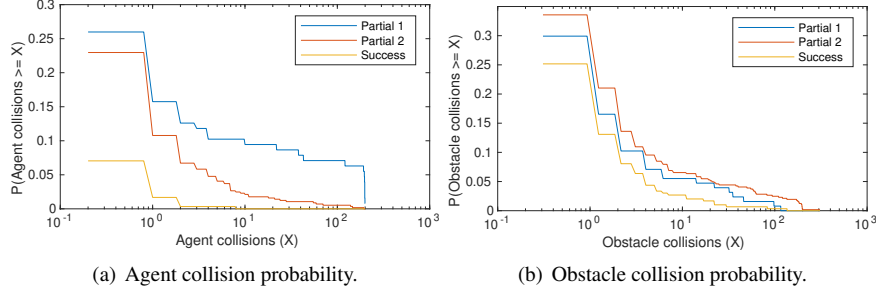 0.3
0.25
0.2
0.15
0.1
0.05
0
P(Agent collisions >= X)
Partial 1
Partial 2
Success
10^-1
10^0
10^1
10^2
10^3
Agent collisions (X)
(a) Agent collision probability.
0.3
0.25
0.2
0.15
0.1
0.05
0
P(Obstacle collisions >= X)
Partial 1
Partial 2
Success
10^-1
10^0
10^1
10^2
10^3
Obstacle collisions (X)
(b) Obstacle collision probability.